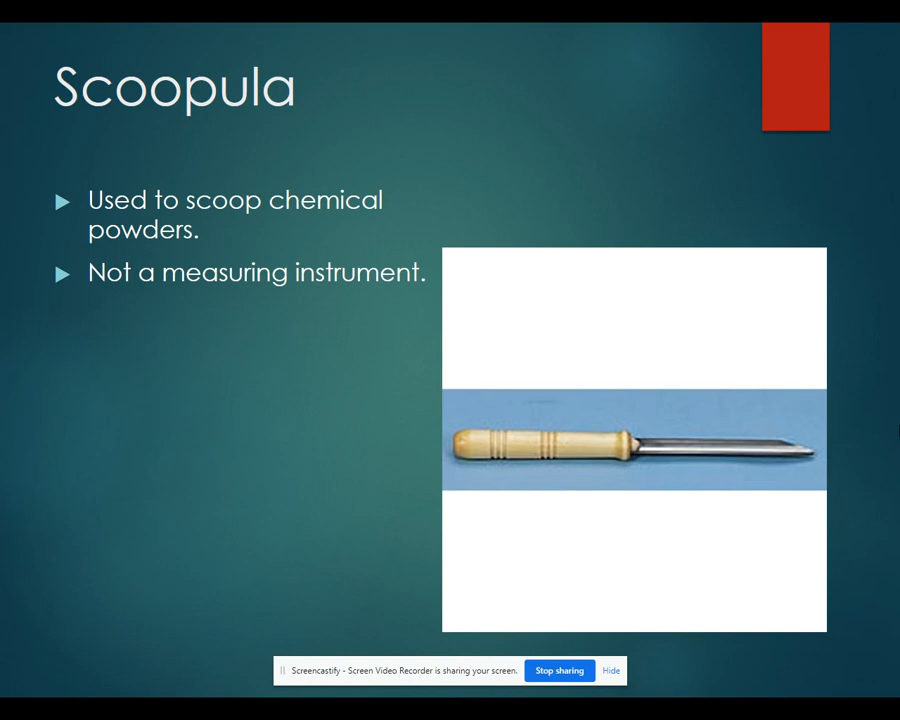 Scoopula
Used to scoop chemical
powders.
Not a measuring instrument.
Screencastify - Screen Video Recorder is sharing your screen.
Stop sharing
Hide